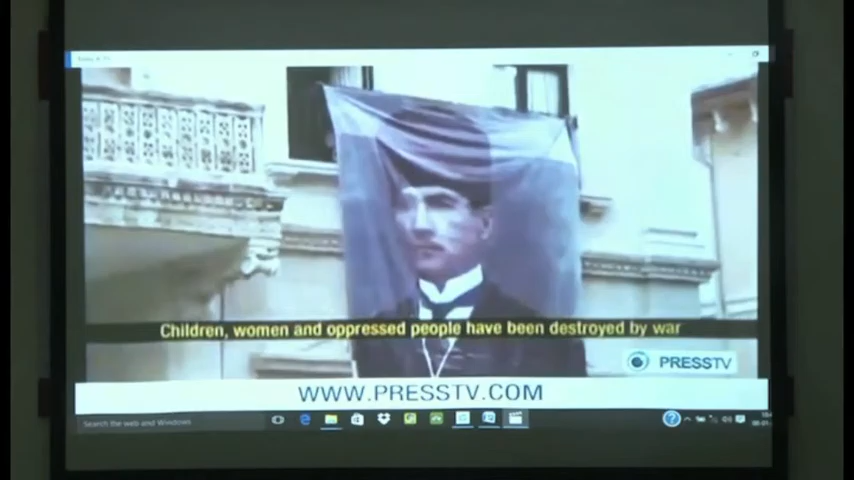 Children, women and oppressed people have been destroyed by war
PRESSTV
WWW.PRESSTV.COM
Search the web and Windows